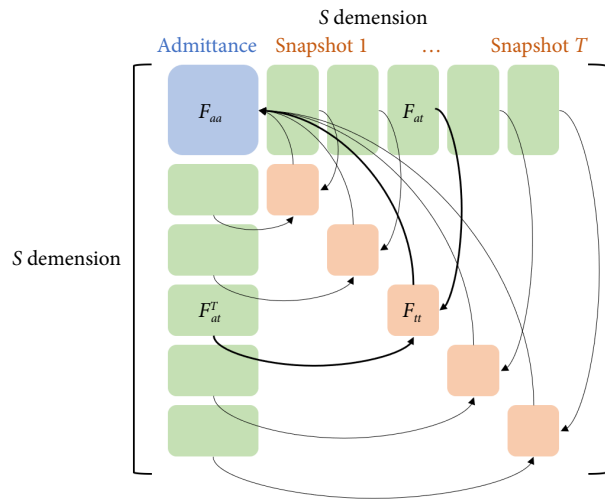 S demension
Admittance Snapshot 1 … Snapshot T
F_aa F_at
S demension
F_at^T F_tt